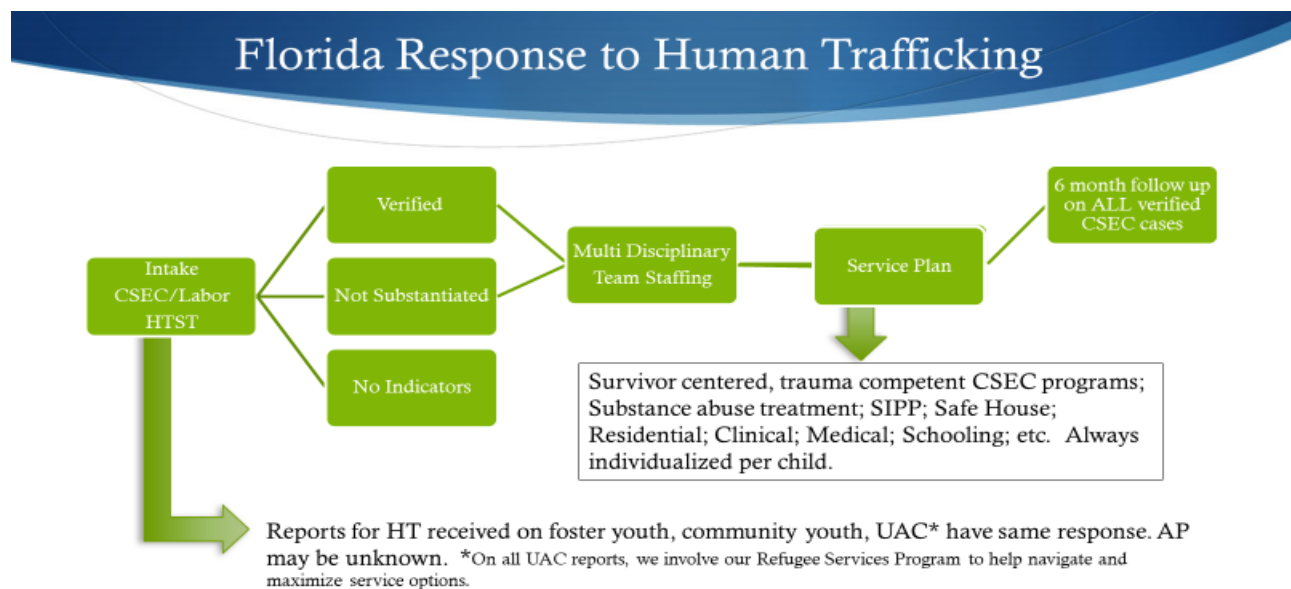 Florida Response to Human Trafficking
Intake
CSEC/Labor
HTST
Verified
Not Substantiated
No Indicators
Multi Disciplinary
Team Staffing
Service Plan
6 month follow up
on ALL verified
CSEC cases
Survivor centered, trauma competent CSEC programs;
Substance abuse treatment; SIPP; Safe House;
Residential; Clinical; Medical; Schooling; etc. Always
individualized per child.
Reports for HT received on foster youth, community youth, UAC* have same response. AP
may be unknown. *On all UAC reports, we involve our Refugee Services Program to help navigate and
maximize service options.